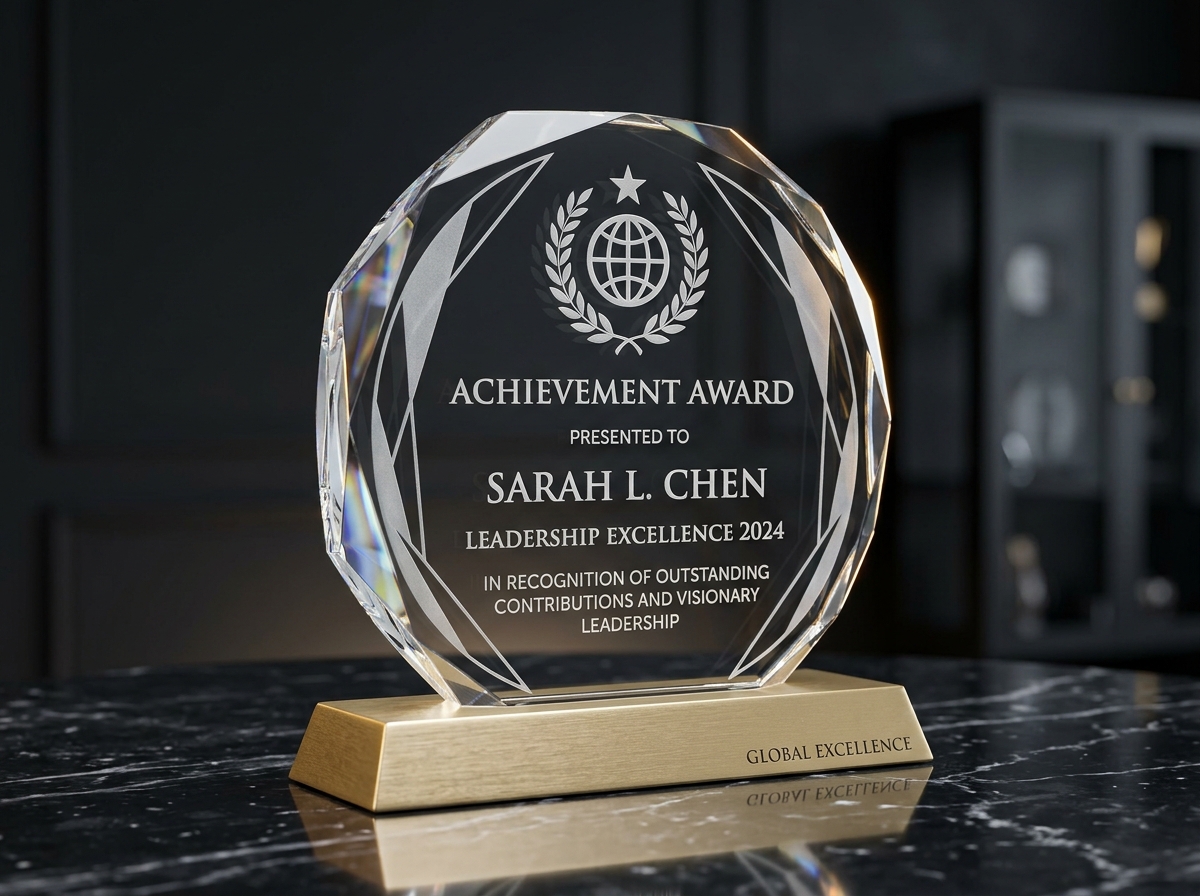 ACHIEVEMENT AWARD
PRESENTED TO
SARAH L. CHEN
LEADERSHIP EXCELLENCE 2024
IN RECOGNITION OF OUTSTANDING
CONTRIBUTIONS AND VISIONARY
LEADERSHIP
GLOBAL EXCELLENCE